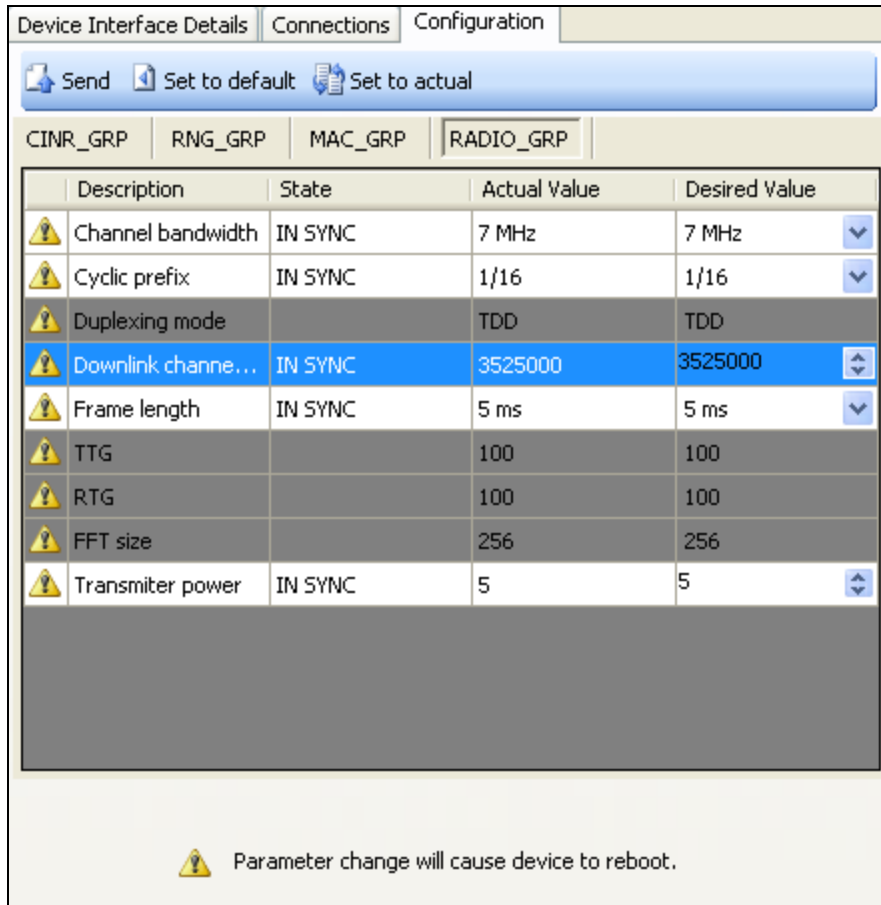 Device Interface Details Connections Configuration
Send Set to default Set to actual
CINR_GRP RNG_GRP MAC_GRP RADIO_GRP
Description State Actual Value Desired Value
Channel bandwidth IN SYNC 7 MHz 7 MHz
Cyclic prefix IN SYNC 1/16 1/16
Duplexing mode TDD TDD
Downlink channe... IN SYNC 3525000 3525000
Frame length IN SYNC 5 ms 5 ms
TTG 100 100
RTG 100 100
FFT size 256 256
Transmiter power IN SYNC 5 5
Parameter change will cause device to reboot.